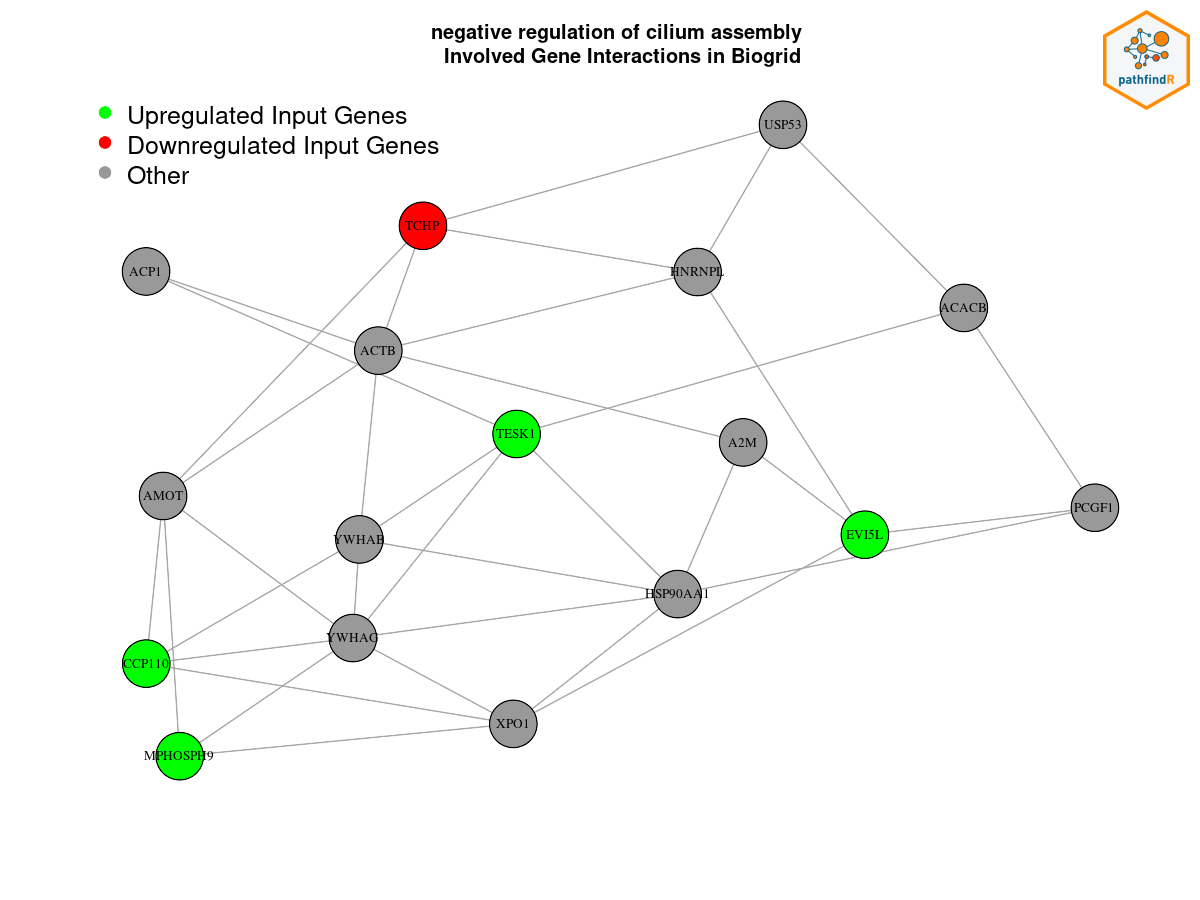 negative regulation of cilium assembly
Involved Gene Interactions in Biogrid
pathfindR
Upregulated Input Genes
Downregulated Input Genes
Other
USP53
TCHP
ACP1
HNRNPL
ACACB
ACTB
TESK1
A2M
AMOT
PCGF1
EVI5L
YWHAB
HSP90AA1
YWHAG
CCP110
XPO1
MPHOSPH9